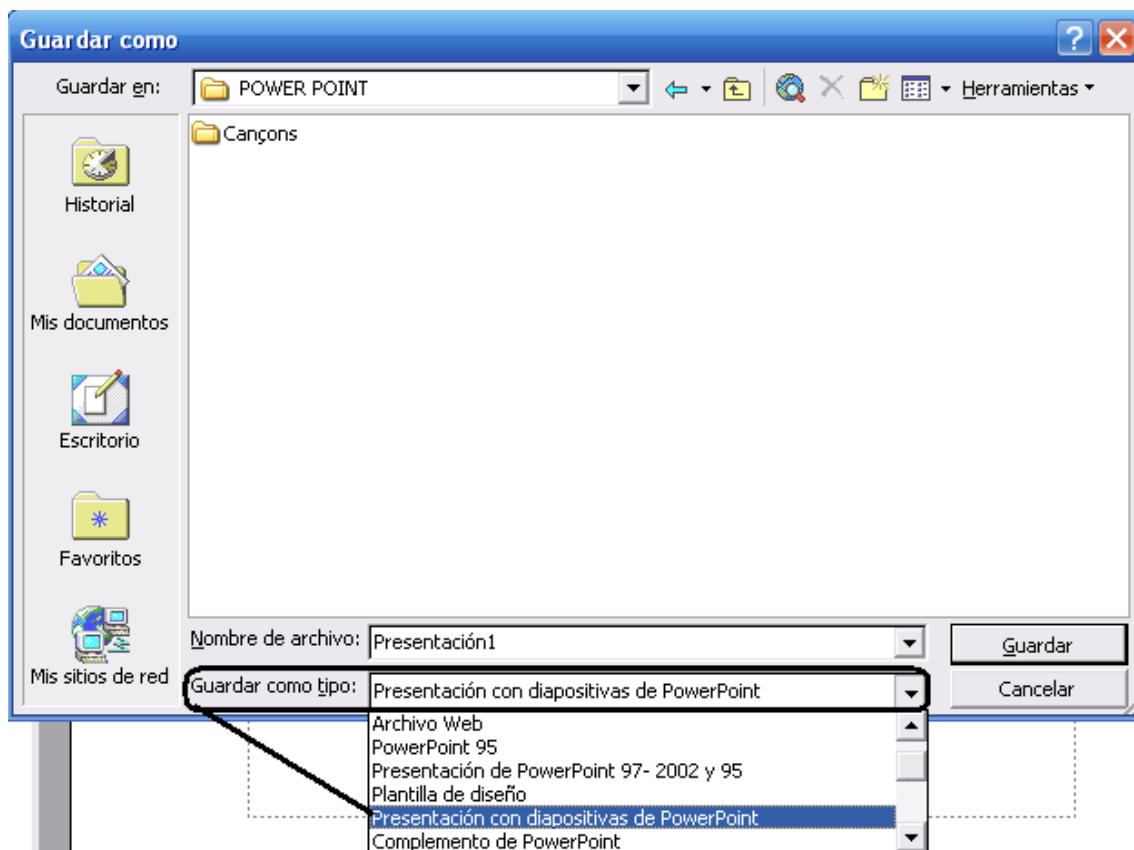 Guardar como
Guardar en:
POWER POINT
Herramientas
Cançons
Historial
Mis documentos
Escritorio
Favoritos
Mis sitios de red
Nombre de archivo:
Presentación1
Guardar
Guardar como tipo:
Presentación con diapositivas de PowerPoint
Cancelar
Archivo Web
PowerPoint 95
Presentación de PowerPoint 97- 2002 y 95
Plantilla de diseño
Presentación con diapositivas de PowerPoint
Complemento de PowerPoint